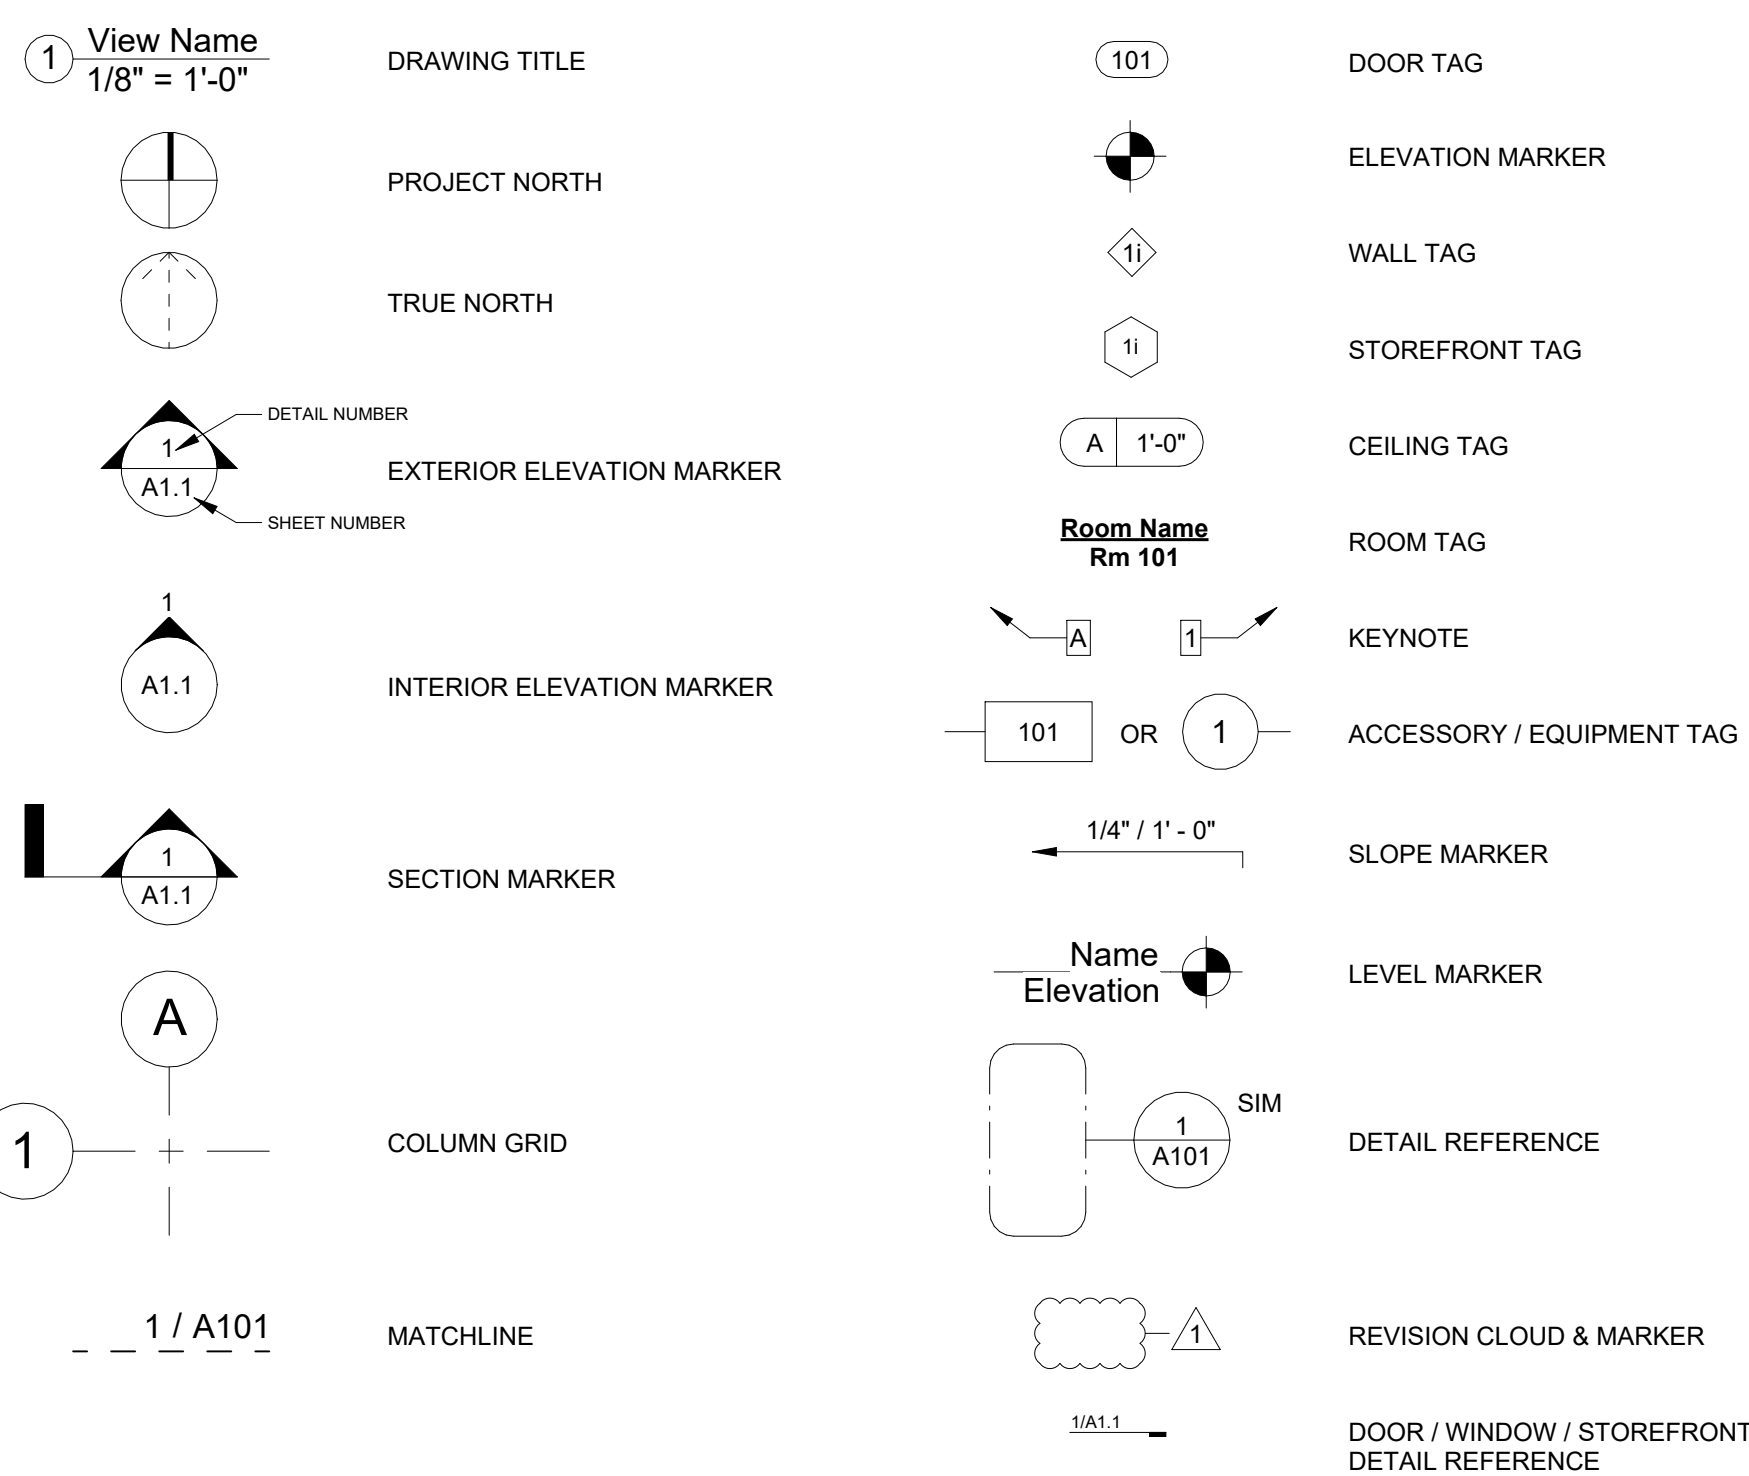 1
View Name
1/8" = 1'-0"
DRAWING TITLE
PROJECT NORTH
TRUE NORTH
1
A1.1
DETAIL NUMBER
SHEET NUMBER
EXTERIOR ELEVATION MARKER
1
A1.1
INTERIOR ELEVATION MARKER
1
A1.1
SECTION MARKER
A
1
COLUMN GRID
1 / A101
MATCHLINE
101
DOOR TAG
ELEVATION MARKER
1i
WALL TAG
1i
STOREFRONT TAG
A 1'-0"
CEILING TAG
Room Name
Rm 101
ROOM TAG
A 1
KEYNOTE
101 OR 1
ACCESSORY / EQUIPMENT TAG
1/4" / 1' - 0"
SLOPE MARKER
Name
Elevation
LEVEL MARKER
SIM
1
A101
DETAIL REFERENCE
1
REVISION CLOUD & MARKER
1/A1.1
DOOR / WINDOW / STOREFRONT
DETAIL REFERENCE